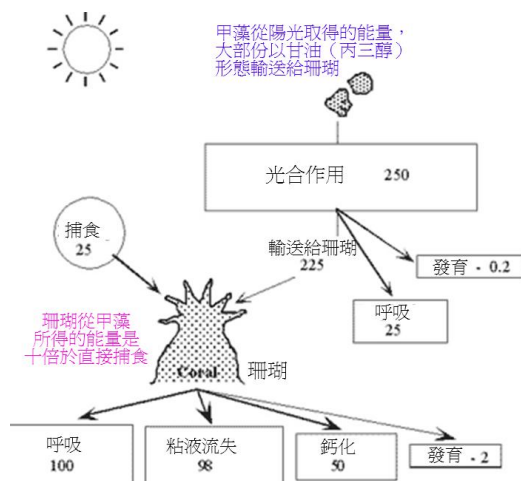 甲藻從陽光取得的能量，
大部份以甘油（丙三醇）
形態輸送給珊瑚
光合作用 250
捕食
25
輸送給珊瑚
225
發育 - 0.2
呼吸
25
珊瑚從甲藻
所得的能量是
十倍於直接捕食
Coral 珊瑚
呼吸
100
粘液流失
98
鈣化
50
發育 - 2